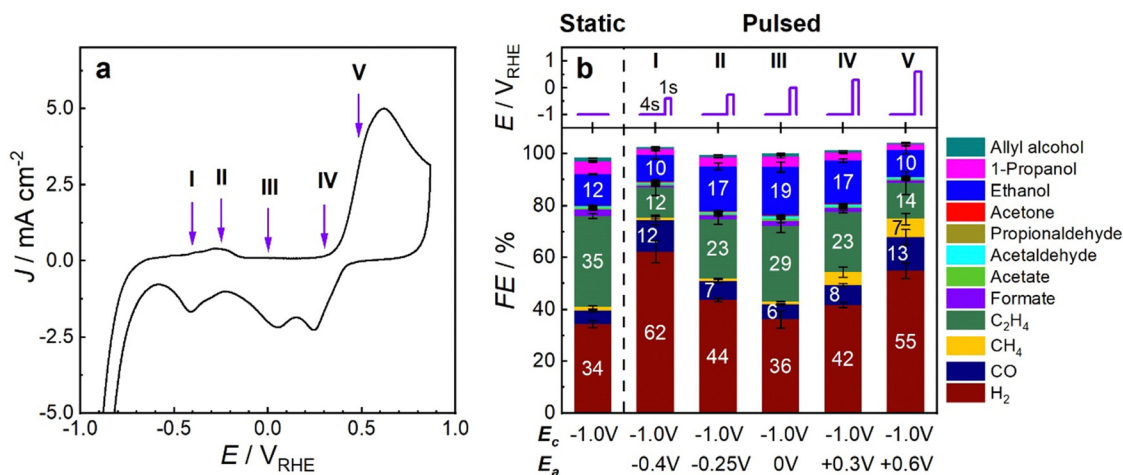 a
J / mA cm⁻²
5.0
2.5
0.0
-2.5
-5.0
I II III IV V
-1.0 -0.5 0.0 0.5 1.0
E / V_RHE
Static Pulsed
b
I II III IV V
E / V_RHE
1
0
-1
4s 1s
FE / %
100
80
60
40
20
0
12 35 34
10 12 12 62
17 23 7 44
19 29 6 36
17 23 8 42
10 14 7 13 55
E_c -1.0V -1.0V -1.0V -1.0V -1.0V -1.0V
E_a -0.4V -0.25V 0V +0.3V +0.6V
Allyl alcohol
1-Propanol
Ethanol
Acetone
Propionaldehyde
Acetaldehyde
Acetate
Formate
C₂H₄
CH₄
CO
H₂